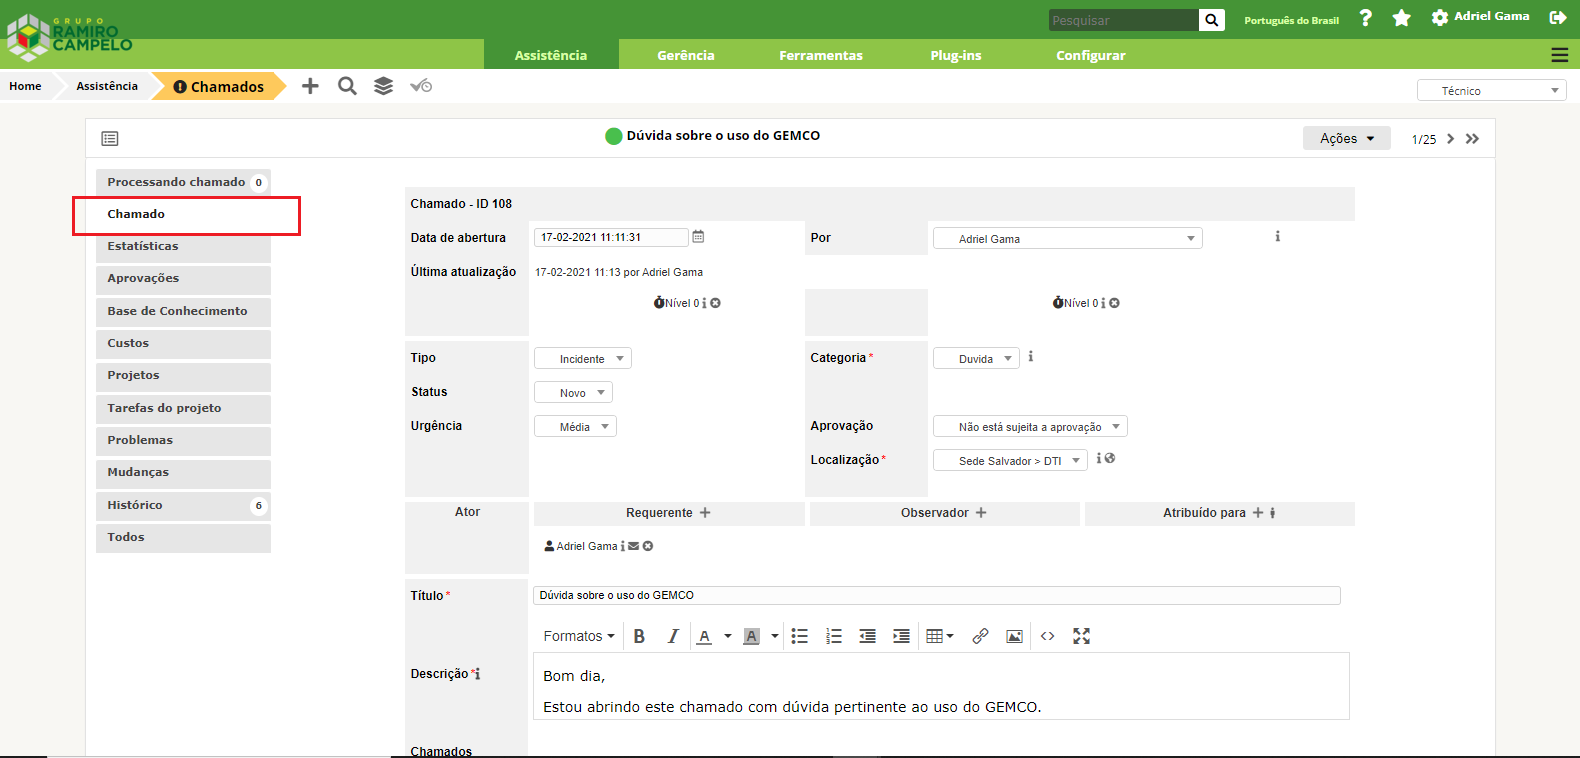 GRUPO
RAMIRO
CAMPELO
Pesquisar
Português do Brasil
?
Adriel Gama
Assistência
Gerência
Ferramentas
Plug-ins
Configurar
Home
Assistência
Chamados
Técnico
Dúvida sobre o uso do GEMCO
Ações
1/25
Processando chamado 0
Chamado
Estatísticas
Aprovações
Base de Conhecimento
Custos
Projetos
Tarefas do projeto
Problemas
Mudanças
Histórico 6
Todos
Chamado - ID 108
Data de abertura 17-02-2021 11:11:31 Por Adriel Gama
Última atualização 17-02-2021 11:13 por Adriel Gama
Nível 0 Nível 0
Tipo Incidente Categoria * Duvida
Status Novo
Urgência Média Aprovação Não está sujeita a aprovação
Localização * Sede Salvador > DTI
Ator Requerente + Observador + Atribuído para +
Adriel Gama
Título * Dúvida sobre o uso do GEMCO
Formatos B I A A
Descrição *
Bom dia,
Estou abrindo este chamado com dúvida pertinente ao uso do GEMCO.
Chamados